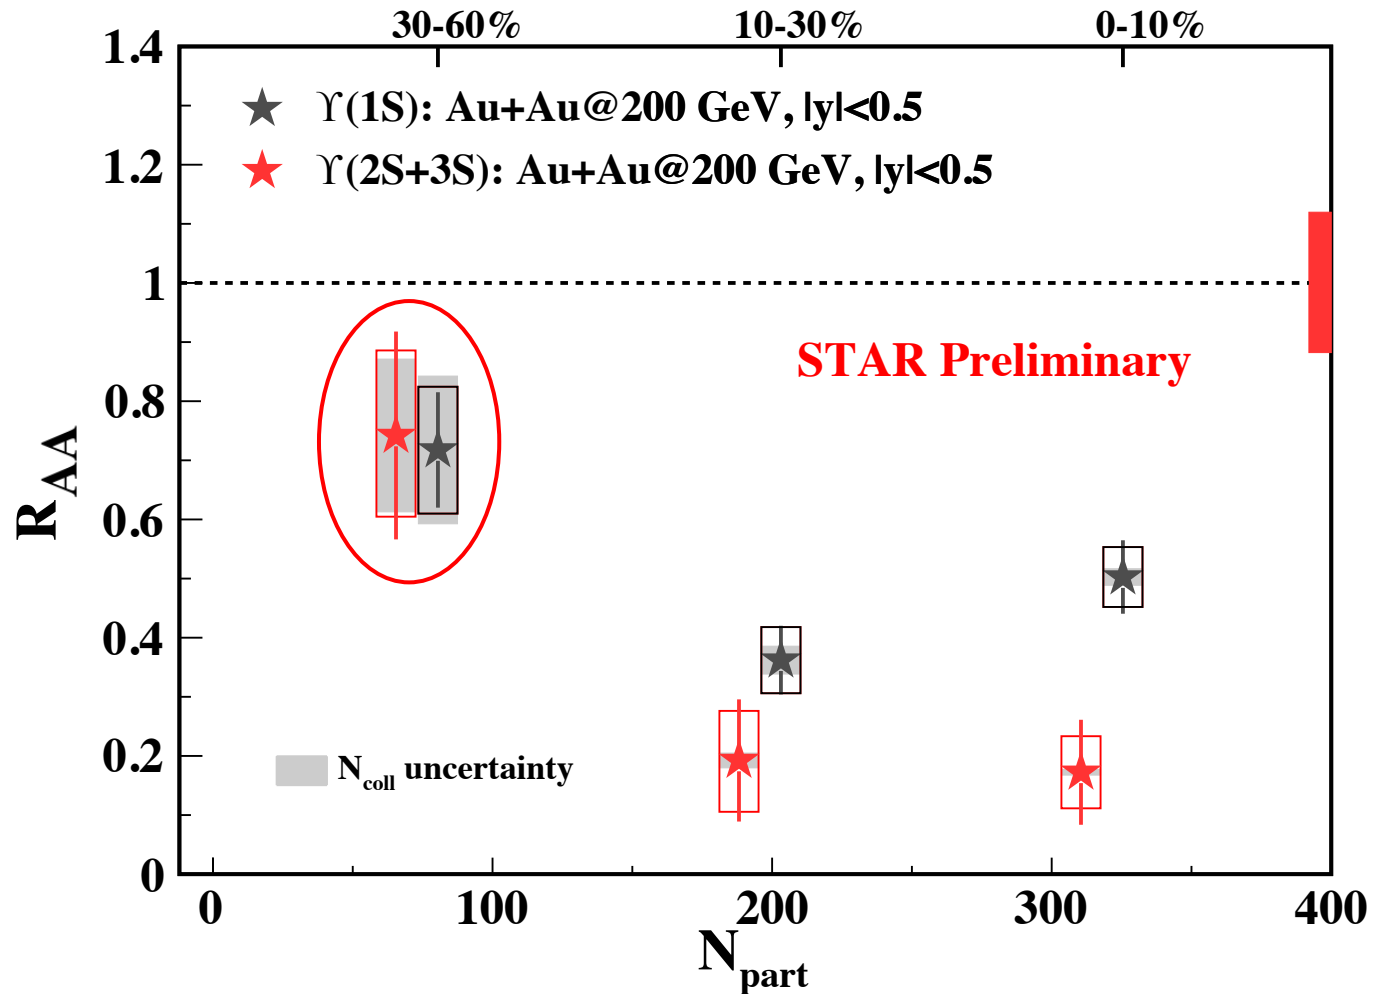 30-60% 10-30% 0-10%
1.4
ϒ(1S): Au+Au@200 GeV, |y|<0.5
1.2
ϒ(2S+3S): Au+Au@200 GeV, |y|<0.5
1
STAR Preliminary
0.8
R_AA
0.6
0.4
0.2
N_coll uncertainty
0
0 100 200 300 400
N_part